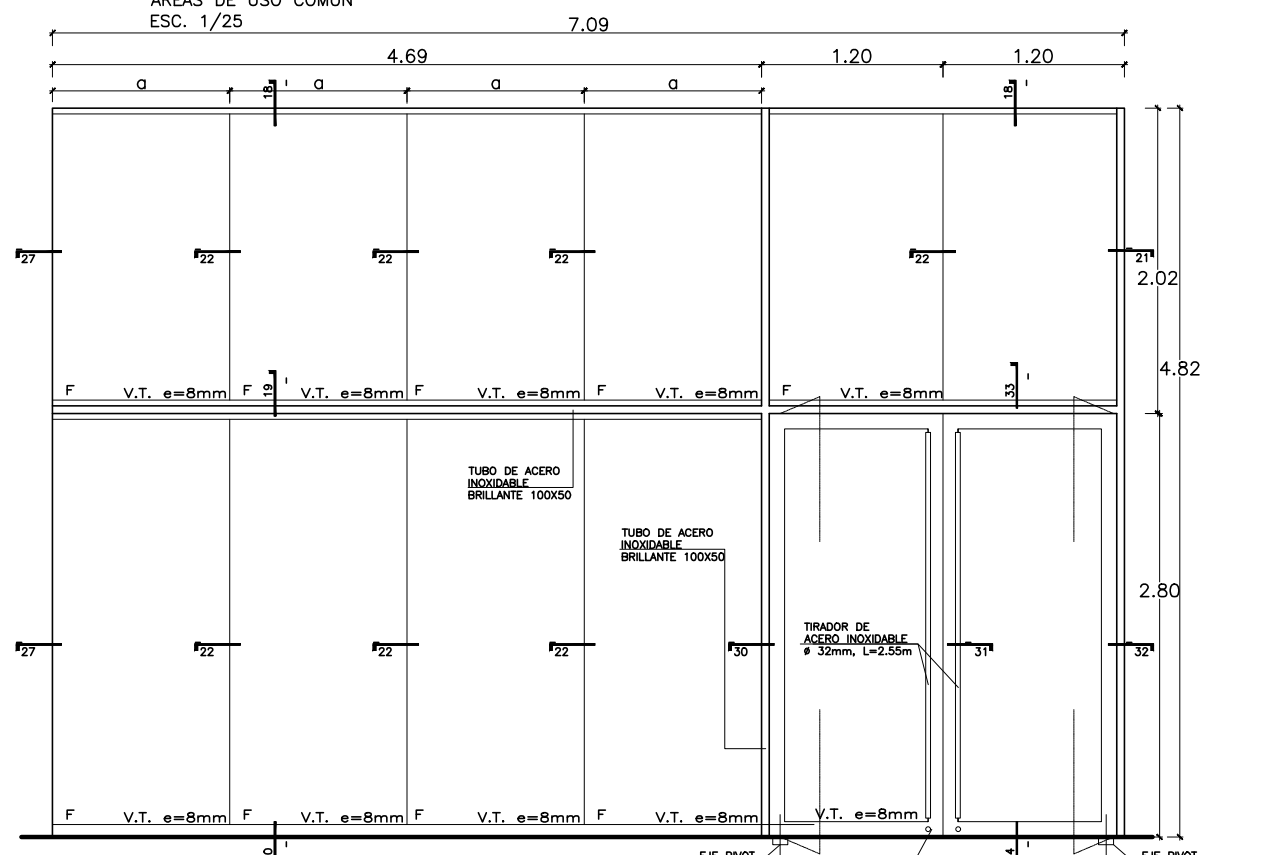 ÁREAS DE USO COMÚN
ESC. 1/25
7.09
4.69
1.20
1.20
a
a
a
a
18
18
27
22
22
22
22
21
2.02
4.82
19
33
F
V.T. e=8mm
F
V.T. e=8mm
F
V.T. e=8mm
F
V.T. e=8mm
F
V.T. e=8mm
TUBO DE ACERO
INOXIDABLE
BRILLANTE 100X50
TUBO DE ACERO
INOXIDABLE
BRILLANTE 100X50
2.80
TIRADOR DE
ACERO INOXIDABLE
ø 32mm, L=2.55m
27
22
22
22
30
31
32
F
V.T. e=8mm
F
V.T. e=8mm
F
V.T. e=8mm
F
V.T. e=8mm
V.T. e=8mm
EJE PIVOT
EJE PIVOT